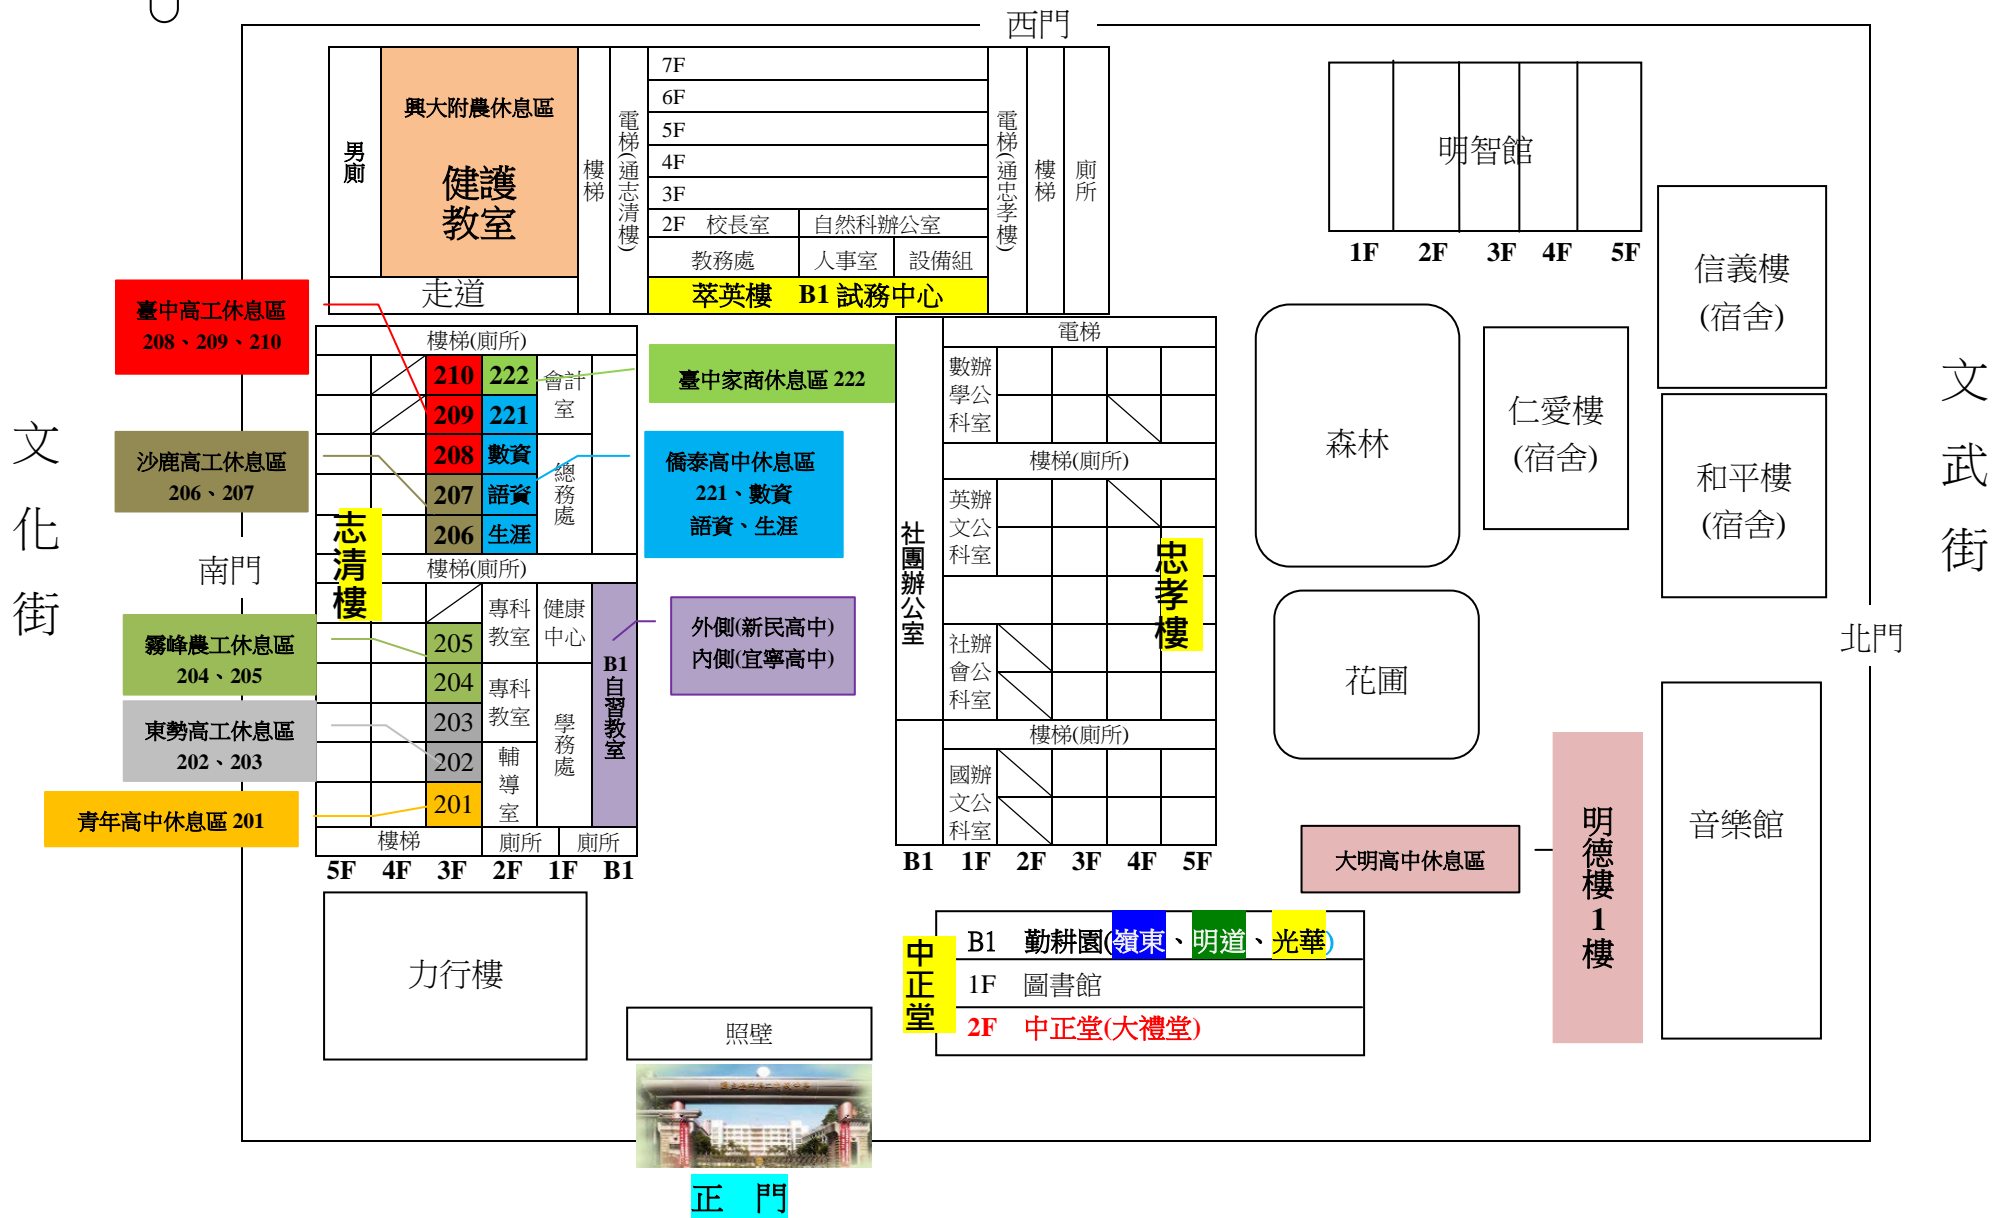 西門
男廁
興大附農休息區
健護
教室
走道
樓梯
電梯(通志清樓)
7F
6F
5F
4F
3F
2F 校長室 自然科辦公室
教務處 人事室 設備組
萃英樓 B1 試務中心
電梯(通忠孝樓)
樓梯
廁所
明智館
1F 2F 3F 4F 5F
信義樓
(宿舍)
仁愛樓
(宿舍)
和平樓
(宿舍)
森林
花圃
文化街
文武街
南門
北門
臺中高工休息區
208、209、210
沙鹿高工休息區
206、207
霧峰農工休息區
204、205
東勢高工休息區
202、203
青年高中休息區 201
志清樓
樓梯(廁所)
210 222 會計室
209 221
208 數資 總務處
207 語資
206 生涯
樓梯(廁所)
專科教室 健康中心
205
204 專科教室 學務處
203
202 輔導室
201
B1自習教室
樓梯 廁所 廁所
5F 4F 3F 2F 1F B1
臺中家商休息區 222
僑泰高中休息區
221、數資
語資、生涯
外側(新民高中)
內側(宜寧高中)
社團辦公室
電梯
數學科辦公室
樓梯(廁所)
英文科辦公室
忠孝樓
社會科辦公室
樓梯(廁所)
國文科辦公室
B1 1F 2F 3F 4F 5F
大明高中休息區
明德樓1樓
音樂館
力行樓
照壁
中正堂
B1 勤耕園(嶺東、明道、光華)
1F 圖書館
2F 中正堂(大禮堂)
正 門